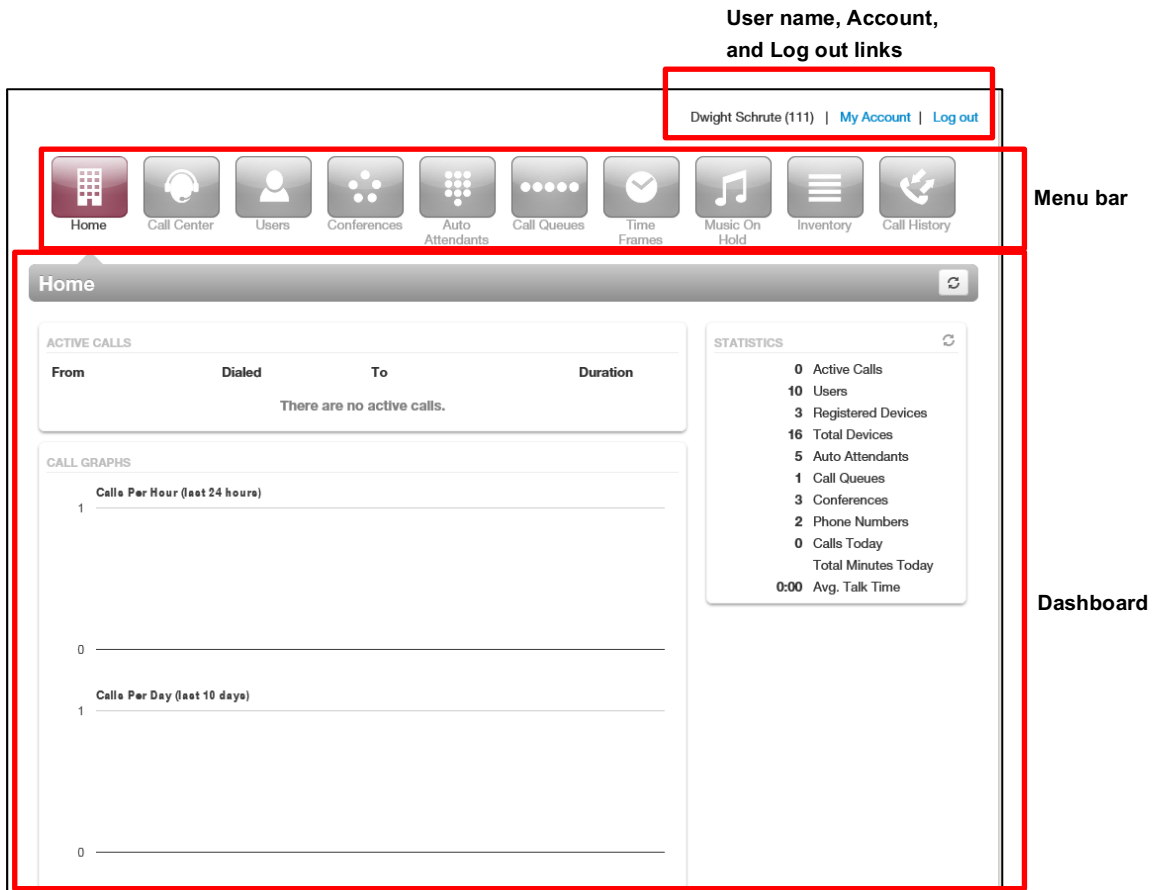 User name, Account,
and Log out links
Dwight Schrute (111) | My Account | Log out
Home
Call Center
Users
Conferences
Auto
Attendants
Call Queues
Time
Frames
Music On
Hold
Inventory
Call History
Menu bar
Home
ACTIVE CALLS
From Dialed To Duration
There are no active calls.
CALL GRAPHS
Calls Per Hour (last 24 hours)
1
0
Calls Per Day (last 10 days)
1
0
STATISTICS
0 Active Calls
10 Users
3 Registered Devices
16 Total Devices
5 Auto Attendants
1 Call Queues
3 Conferences
2 Phone Numbers
0 Calls Today
Total Minutes Today
0:00 Avg. Talk Time
Dashboard